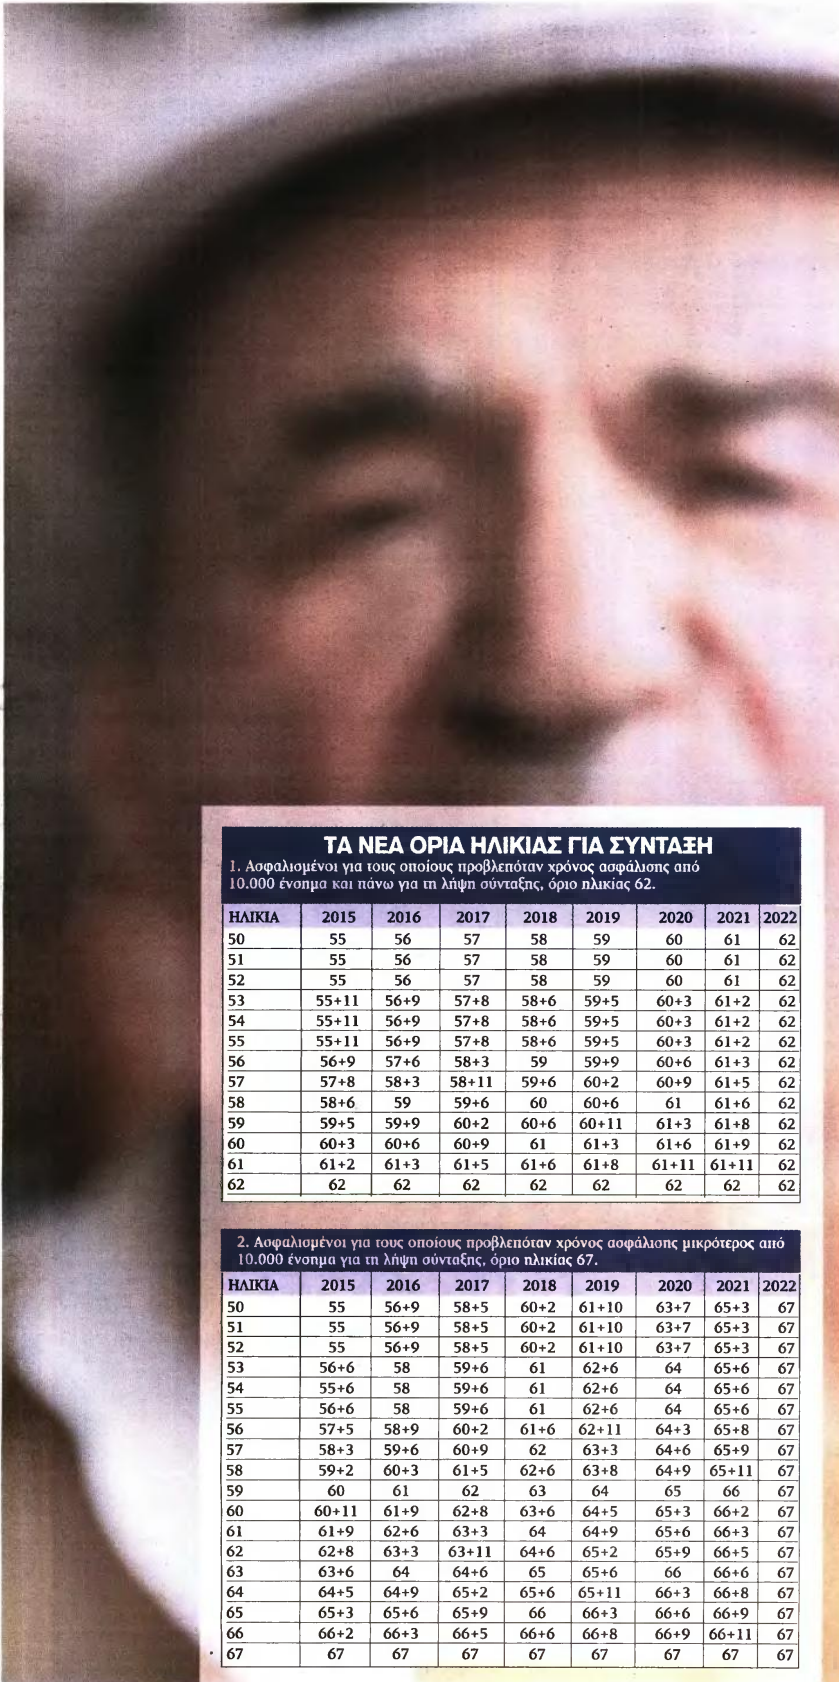 ΤΑ ΝΕΑ ΟΡΙΑ ΗΛΙΚΙΑΣ ΓΙΑ ΣΥΝΤΑΞΗ
1. Ασφαλισμένοι για τους οποίους προβλεπόταν χρόνος ασφάλισης από
10.000 ένσημα και πάνω για τη λήψη σύνταξης, όριο ηλικίας 62.
ΗΛΙΚΙΑ 2015 2016 2017 2018 2019 2020 2021 2022
50 55 56 57 58 59 60 61 62
51 55 56 57 58 59 60 61 62
52 55 56 57 58 59 60 61 62
53 55+11 56+9 57+8 58+6 59+5 60+3 61+2 62
54 55+11 56+9 57+8 58+6 59+5 60+3 61+2 62
55 55+11 56+9 57+8 58+6 59+5 60+3 61+2 62
56 56+9 57+6 58+3 59 59+9 60+6 61+3 62
57 57+8 58+3 58+11 59+6 60+2 60+9 61+5 62
58 58+6 59 59+6 60 60+6 61 61+6 62
59 59+5 59+9 60+2 60+6 60+11 61+3 61+8 62
60 60+3 60+6 60+9 61 61+3 61+6 61+9 62
61 61+2 61+3 61+5 61+6 61+8 61+11 61+11 62
62 62 62 62 62 62 62 62 62
2. Ασφαλισμένοι για τους οποίους προβλεπόταν χρόνος ασφάλισης μικρότερος από
10.000 ένσημα για τη λήψη σύνταξης, όριο ηλικίας 67.
ΗΛΙΚΙΑ 2015 2016 2017 2018 2019 2020 2021 2022
50 55 56+9 58+5 60+2 61+10 63+7 65+3 67
51 55 56+9 58+5 60+2 61+10 63+7 65+3 67
52 55 56+9 58+5 60+2 61+10 63+7 65+3 67
53 56+6 58 59+6 61 62+6 64 65+6 67
54 55+6 58 59+6 61 62+6 64 65+6 67
55 56+6 58 59+6 61 62+6 64 65+6 67
56 57+5 58+9 60+2 61+6 62+11 64+3 65+8 67
57 58+3 59+6 60+9 62 63+3 64+6 65+9 67
58 59+2 60+3 61+5 62+6 63+8 64+9 65+11 67
59 60 61 62 63 64 65 66 67
60 60+11 61+9 62+8 63+6 64+5 65+3 66+2 67
61 61+9 62+6 63+3 64 64+9 65+6 66+3 67
62 62+8 63+3 63+11 64+6 65+2 65+9 66+5 67
63 63+6 64 64+6 65 65+6 66 66+6 67
64 64+5 64+9 65+2 65+6 65+11 66+3 66+8 67
65 65+3 65+6 65+9 66 66+3 66+6 66+9 67
66 66+2 66+3 66+5 66+6 66+8 66+9 66+11 67
67 67 67 67 67 67 67 67 67